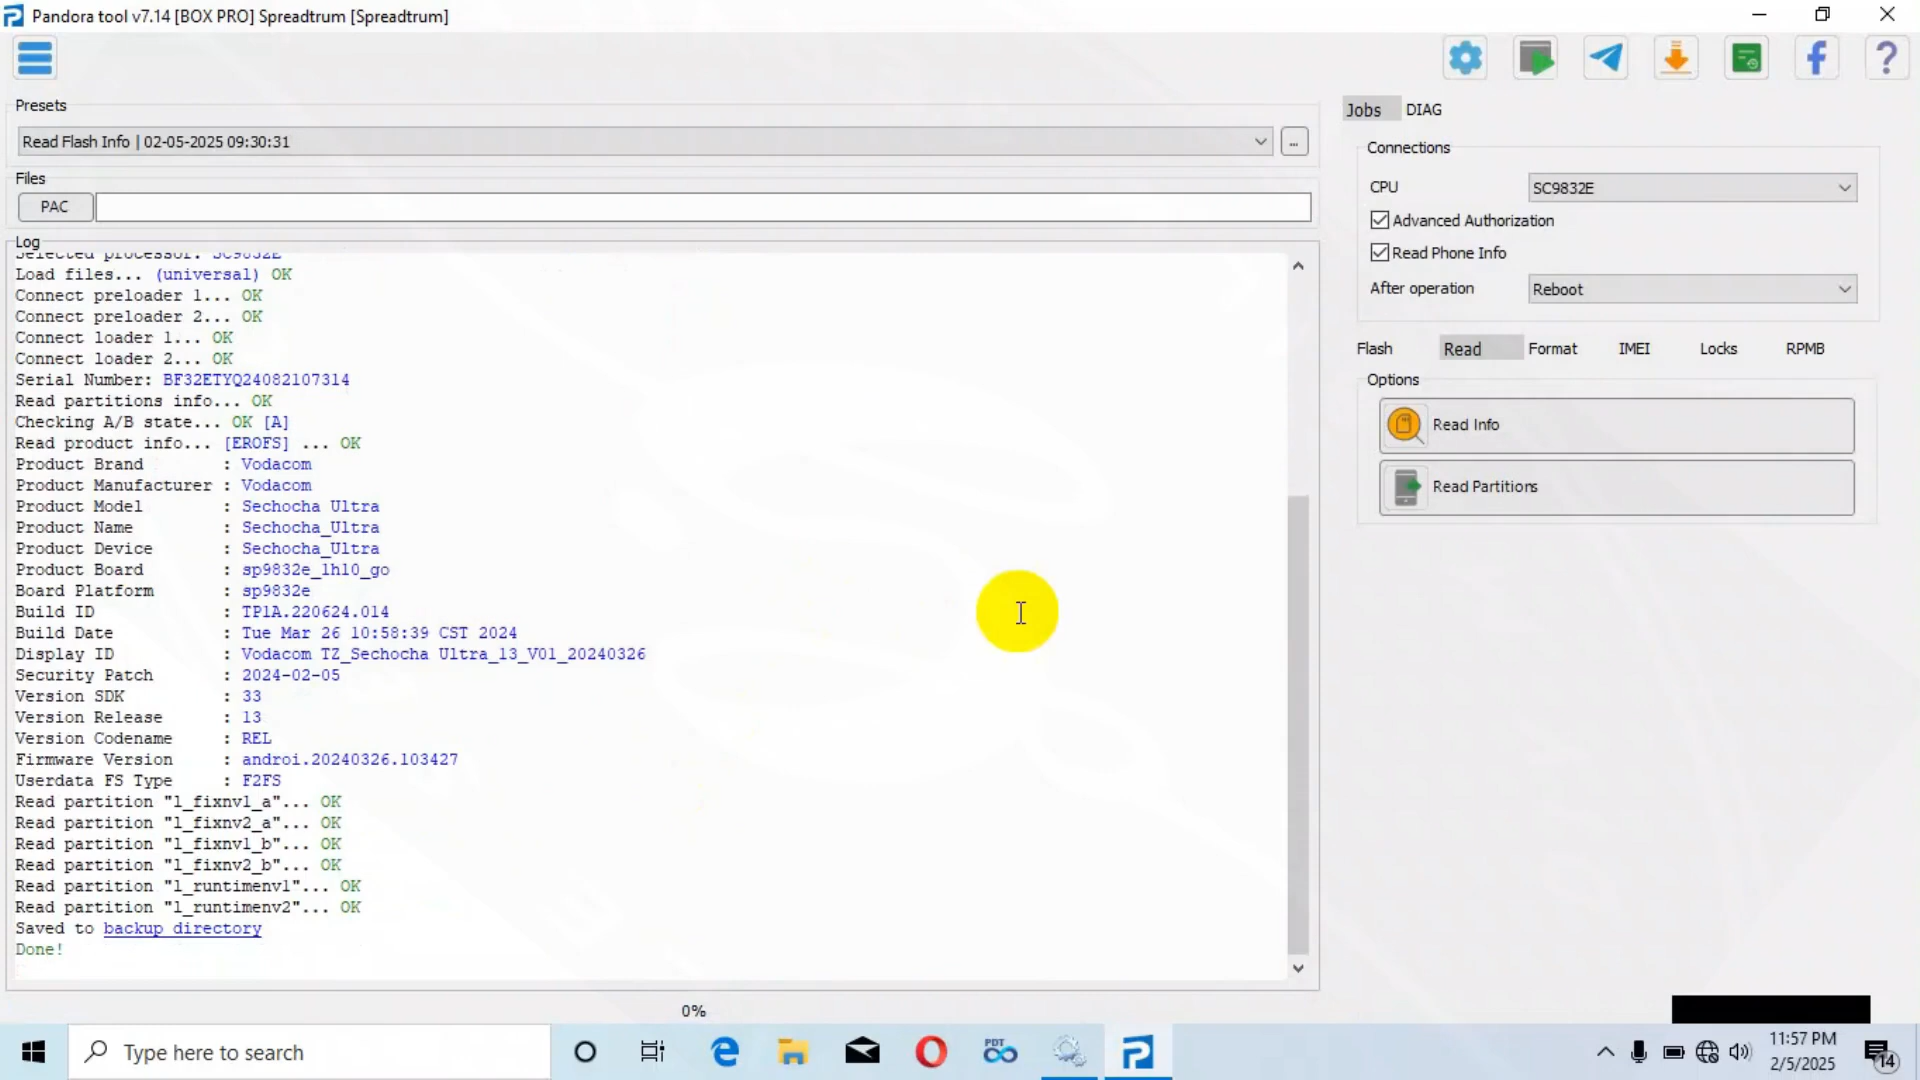 Pandora tool v7.14 [BOX PRO] Spreadtrum [Spreadtrum]
Presets
Read Flash Info | 02-05-2025 09:30:31
...
Files
PAC
Log
Selected processor: SC9832E
Load files... (universal) OK
Connect preloader 1... OK
Connect preloader 2... OK
Connect loader 1... OK
Connect loader 2... OK
Serial Number: BF32ETYQ24082107314
Read partitions info... OK
Checking A/B state... OK [A]
Read product info... [EROFS] ... OK
Product Brand : Vodacom
Product Manufacturer : Vodacom
Product Model : Sechocha Ultra
Product Name : Sechocha_Ultra
Product Device : Sechocha_Ultra
Product Board : sp9832e_1h10_go
Board Platform : sp9832e
Build ID : TP1A.220624.014
Build Date : Tue Mar 26 10:58:39 CST 2024
Display ID : Vodacom TZ_Sechocha Ultra_13_V01_20240326
Security Patch : 2024-02-05
Version SDK : 33
Version Release : 13
Version Codename : REL
Firmware Version : androi.20240326.103427
Userdata FS Type : F2FS
Read partition "l_fixnv1_a"... OK
Read partition "l_fixnv2_a"... OK
Read partition "l_fixnv1_b"... OK
Read partition "l_fixnv2_b"... OK
Read partition "l_runtimenv1"... OK
Read partition "l_runtimenv2"... OK
Saved to backup directory
Done!
0%
Jobs DIAG
Connections
CPU SC9832E
Advanced Authorization
Read Phone Info
After operation Reboot
Flash Read Format IMEI Locks RPMB
Options
Read Info
Read Partitions
Type here to search
PDT
11:57 PM
2/5/2025
14